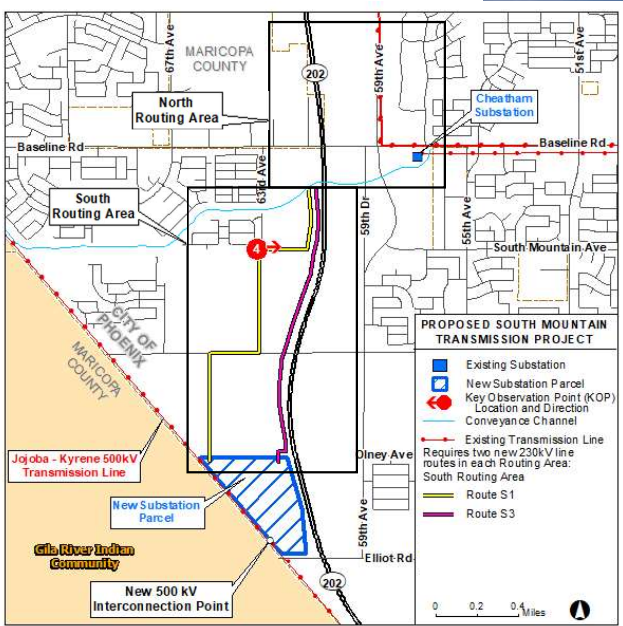 MARICOPA
COUNTY
67th Ave
202
59th Ave
51st Ave
North
Routing Area
Cheatham
Substation
Baseline Rd
Baseline Rd
63rd Ave
South
Routing Area
59th Dr
55th Ave
4
South Mountain Ave
CITY OF
PHOENIX
MARICOPA
COUNTY
Jojoba - Kyrene 500kV
Transmission Line
Olney Ave
New Substation
Parcel
59th Ave
Gila River Indian
Community
Elliot Rd
New 500 kV
Interconnection Point
202
PROPOSED SOUTH MOUNTAIN
TRANSMISSION PROJECT
Existing Substation
New Substation Parcel
Key Observation Point (KOP)
Location and Direction
Conveyance Channel
Existing Transmission Line
Requires two new 230kV line
routes in each Routing Area:
South Routing Area
Route S1
Route S3
0 0.2 0.4 Miles